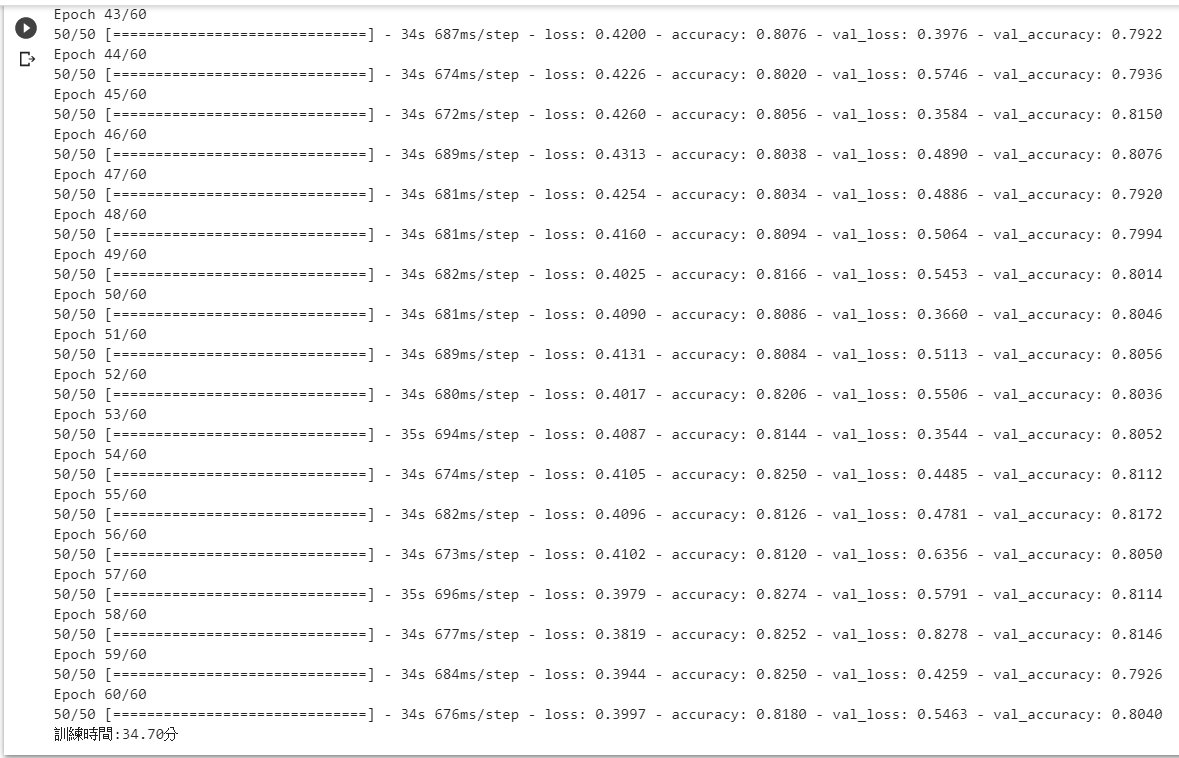 Epoch 43/60
50/50 [==============================] - 34s 687ms/step - loss: 0.4200 - accuracy: 0.8076 - val_loss: 0.3976 - val_accuracy: 0.7922
Epoch 44/60
50/50 [==============================] - 34s 674ms/step - loss: 0.4226 - accuracy: 0.8020 - val_loss: 0.5746 - val_accuracy: 0.7936
Epoch 45/60
50/50 [==============================] - 34s 672ms/step - loss: 0.4260 - accuracy: 0.8056 - val_loss: 0.3584 - val_accuracy: 0.8150
Epoch 46/60
50/50 [==============================] - 34s 689ms/step - loss: 0.4313 - accuracy: 0.8038 - val_loss: 0.4890 - val_accuracy: 0.8076
Epoch 47/60
50/50 [==============================] - 34s 681ms/step - loss: 0.4254 - accuracy: 0.8034 - val_loss: 0.4886 - val_accuracy: 0.7920
Epoch 48/60
50/50 [==============================] - 34s 681ms/step - loss: 0.4160 - accuracy: 0.8094 - val_loss: 0.5064 - val_accuracy: 0.7994
Epoch 49/60
50/50 [==============================] - 34s 682ms/step - loss: 0.4025 - accuracy: 0.8166 - val_loss: 0.5453 - val_accuracy: 0.8014
Epoch 50/60
50/50 [==============================] - 34s 681ms/step - loss: 0.4090 - accuracy: 0.8086 - val_loss: 0.3660 - val_accuracy: 0.8046
Epoch 51/60
50/50 [==============================] - 34s 689ms/step - loss: 0.4131 - accuracy: 0.8084 - val_loss: 0.5113 - val_accuracy: 0.8056
Epoch 52/60
50/50 [==============================] - 34s 680ms/step - loss: 0.4017 - accuracy: 0.8206 - val_loss: 0.5506 - val_accuracy: 0.8036
Epoch 53/60
50/50 [==============================] - 35s 694ms/step - loss: 0.4087 - accuracy: 0.8144 - val_loss: 0.3544 - val_accuracy: 0.8052
Epoch 54/60
50/50 [==============================] - 34s 674ms/step - loss: 0.4105 - accuracy: 0.8250 - val_loss: 0.4485 - val_accuracy: 0.8112
Epoch 55/60
50/50 [==============================] - 34s 682ms/step - loss: 0.4096 - accuracy: 0.8126 - val_loss: 0.4781 - val_accuracy: 0.8172
Epoch 56/60
50/50 [==============================] - 34s 673ms/step - loss: 0.4102 - accuracy: 0.8120 - val_loss: 0.6356 - val_accuracy: 0.8050
Epoch 57/60
50/50 [==============================] - 35s 696ms/step - loss: 0.3979 - accuracy: 0.8274 - val_loss: 0.5791 - val_accuracy: 0.8114
Epoch 58/60
50/50 [==============================] - 34s 677ms/step - loss: 0.3819 - accuracy: 0.8252 - val_loss: 0.8278 - val_accuracy: 0.8146
Epoch 59/60
50/50 [==============================] - 34s 684ms/step - loss: 0.3944 - accuracy: 0.8250 - val_loss: 0.4259 - val_accuracy: 0.7926
Epoch 60/60
50/50 [==============================] - 34s 676ms/step - loss: 0.3997 - accuracy: 0.8180 - val_loss: 0.5463 - val_accuracy: 0.8040
訓練時間:34.70分